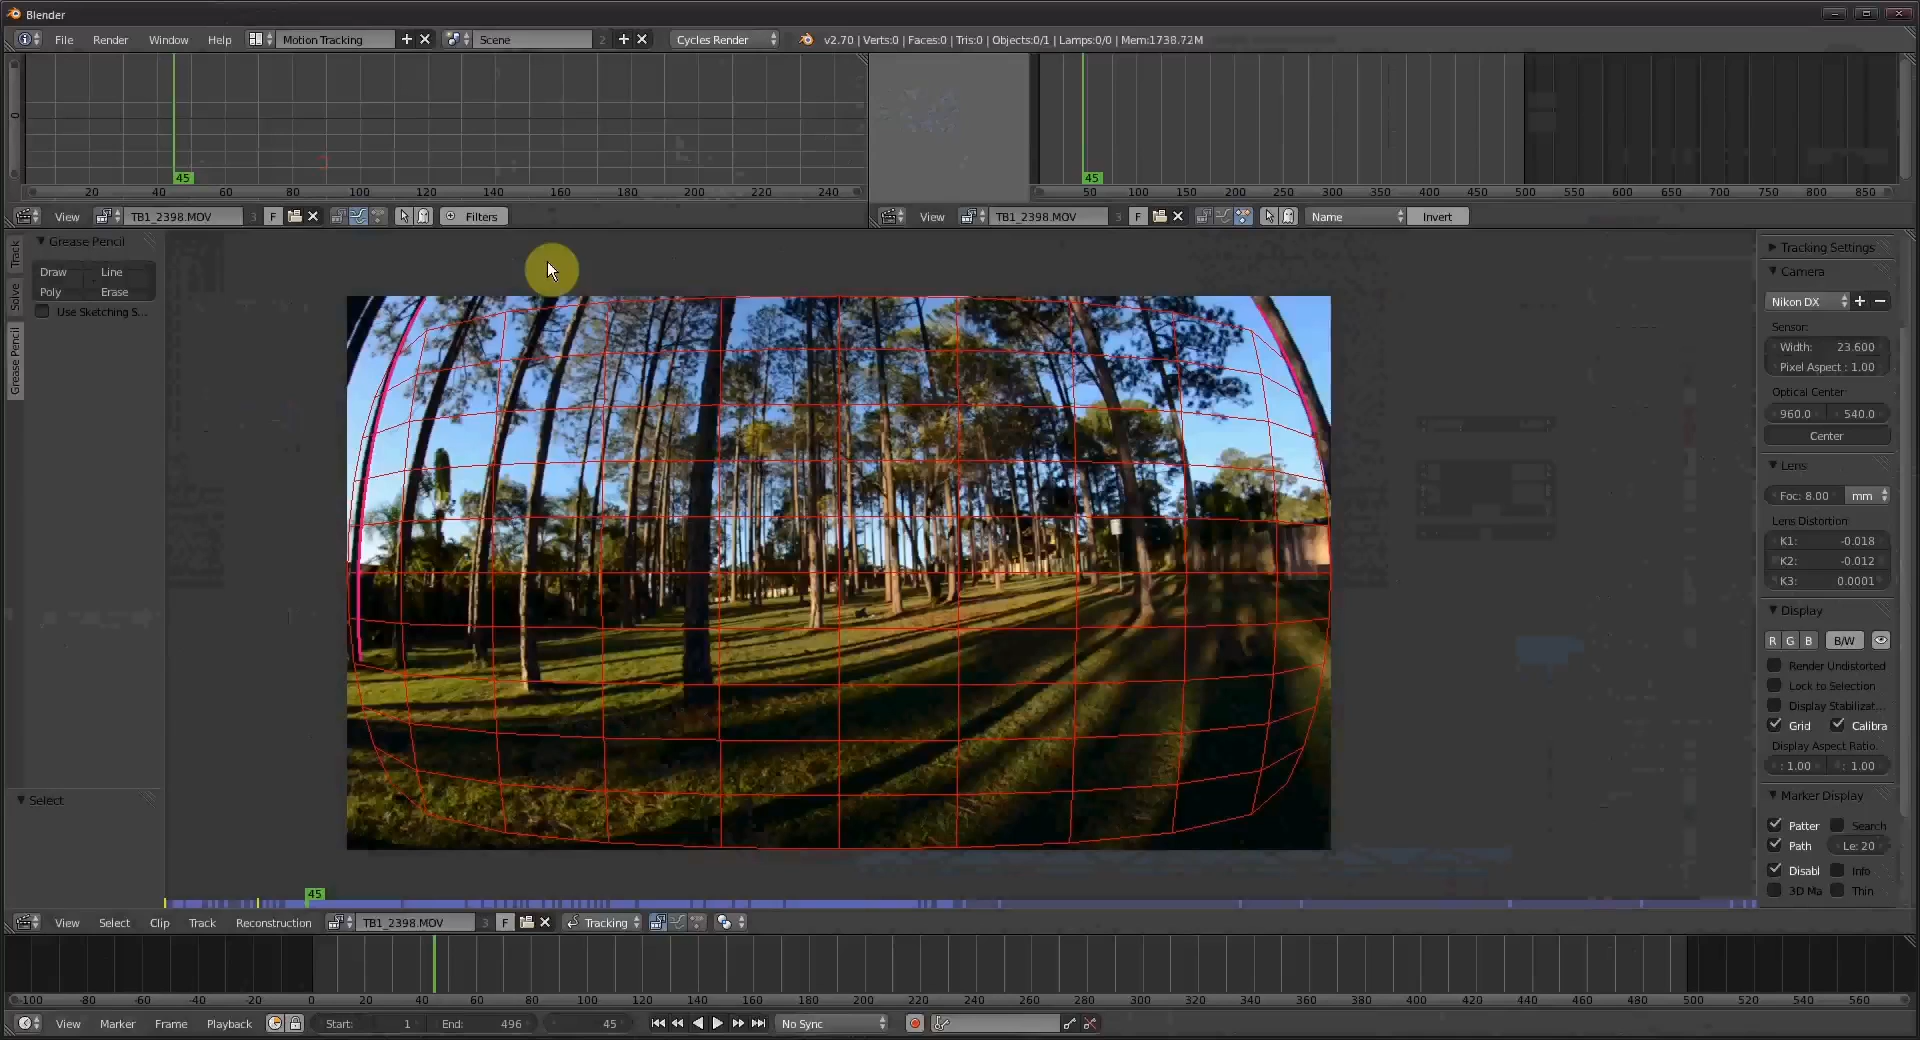 Blender
File Render Window Help Motion Tracking Scene 2 Cycles Render v2.70 | Verts:0 | Faces:0 | Tris:0 | Objects:0/1 | Lamps:0/0 | Mem:1738.72M
0
45
20 40 60 80 100 120 140 160 180 200 220 240
45
50 100 150 200 250 300 350 400 450 500 550 600 650 700 750 800 850
View TB1_2398.MOV 3 F Filters
View TB1_2398.MOV 3 F Name Invert
Track
Solve
Grease Pencil
Grease Pencil
Draw Line
Poly Erase
Use Sketching S...
Select
Tracking Settings
Camera
Nikon DX
Sensor:
Width: 23.600
Pixel Aspect : 1.00
Optical Center:
960.0 540.0
Center
Lens
Foc: 8.00 mm
Lens Distortion:
K1: -0.018
K2: -0.012
K3: 0.0001
Display
R G B B/W
Render Undistorted
Lock to Selection
Display Stabilizat...
Grid Calibra
Display Aspect Ratio:
: 1.00 : 1.00
Marker Display
Patter Search
Path Le: 20
Disabl Info
3D Ma Thin
45
View Select Clip Track Reconstruction TB1_2398.MOV 3 F Tracking
-100 -80 -60 -40 -20 0 20 40 60 80 100 120 140 160 180 200 220 240 260 280 300 320 340 360 380 400 420 440 460 480 500 520 540 560
View Marker Frame Playback Start: 1 End: 496 45 No Sync